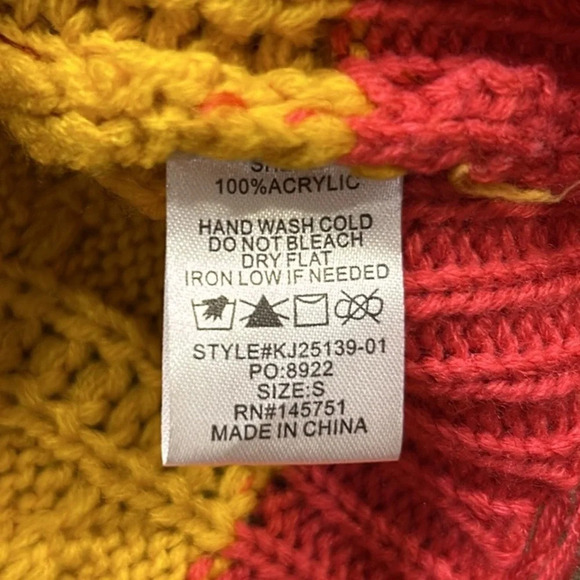 100%ACRYLIC
HAND WASH COLD
DO NOT BLEACH
DRY FLAT
IRON LOW IF NEEDED
STYLE#KJ25139-01
PO:8922
SIZE:S
RN#145751
MADE IN CHINA